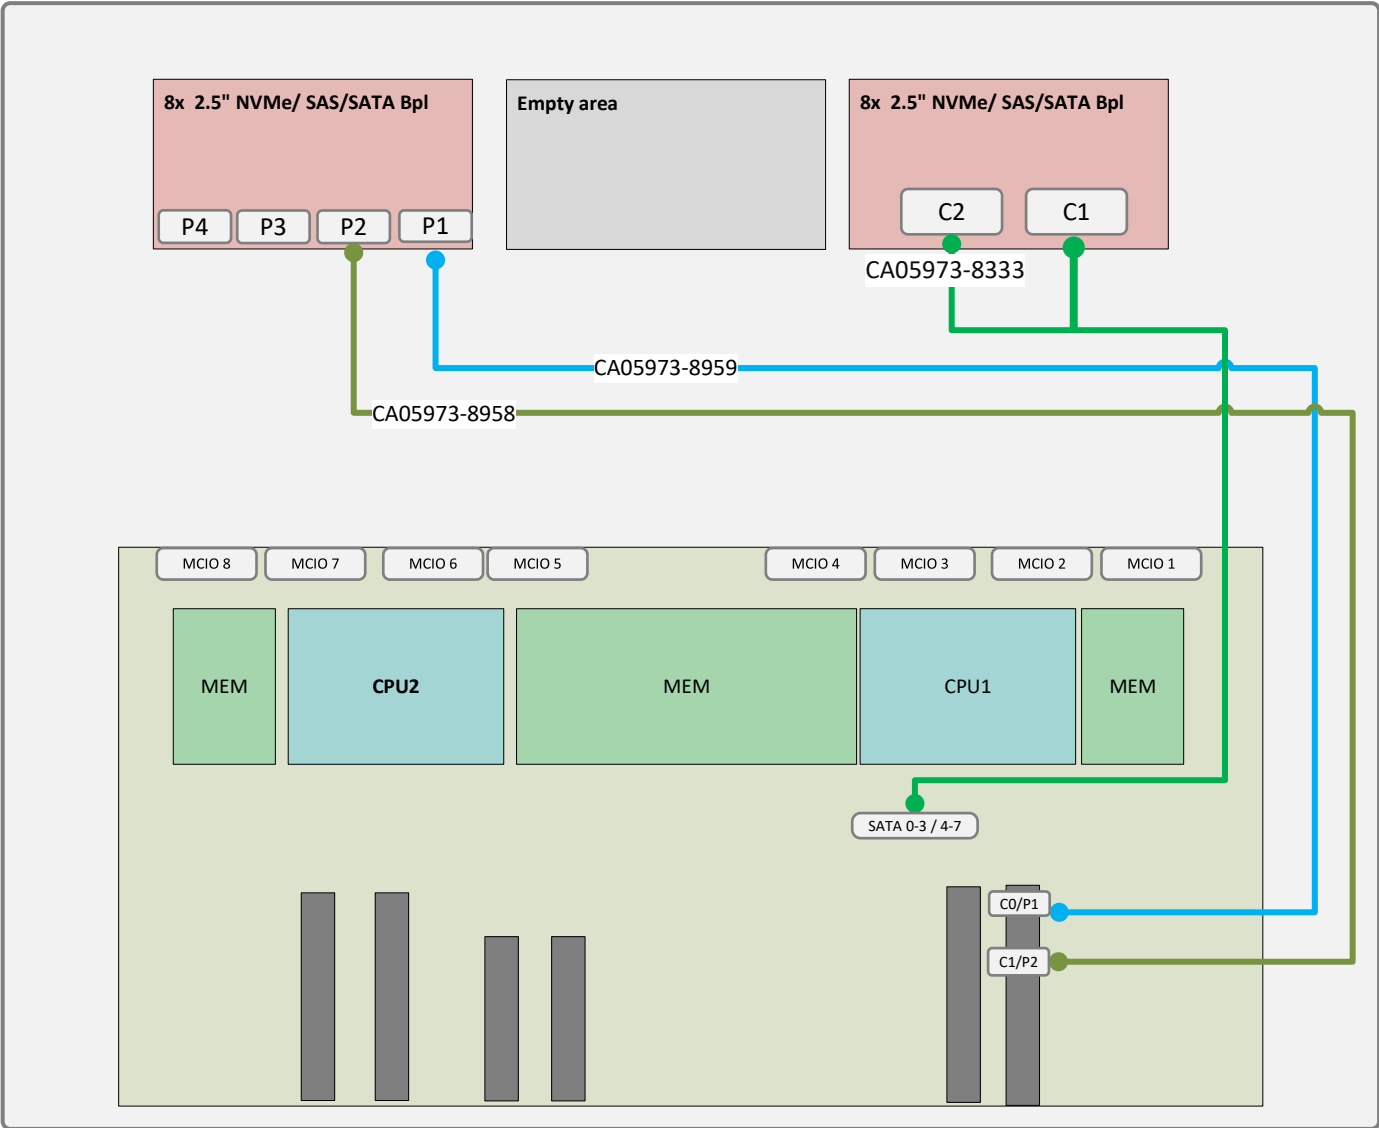 8x  2.5" NVMe/ SAS/SATA Bpl
Empty area
8x  2.5" NVMe/ SAS/SATA Bpl
P4
P3
P2
P1
C2
C1
CA05973-8333
CA05973-8959
CA05973-8958
MCIO 8
MCIO 7
MCIO 6
MCIO 5
MCIO 4
MCIO 3
MCIO 2
MCIO 1
MEM
CPU2
MEM
CPU1
MEM
SATA 0-3 / 4-7
C0/P1
C1/P2